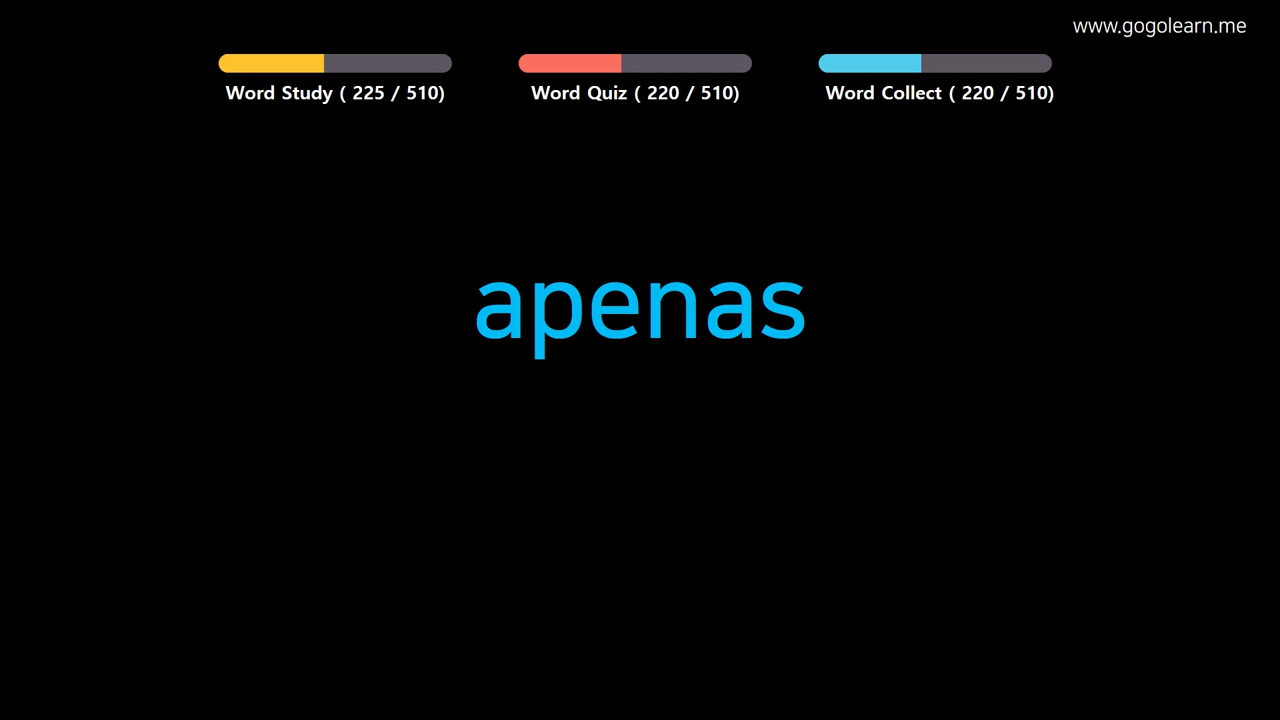 www.gogolearn.me
Word Study ( 225 / 510)
Word Quiz ( 220 / 510)
Word Collect ( 220 / 510)
apenas